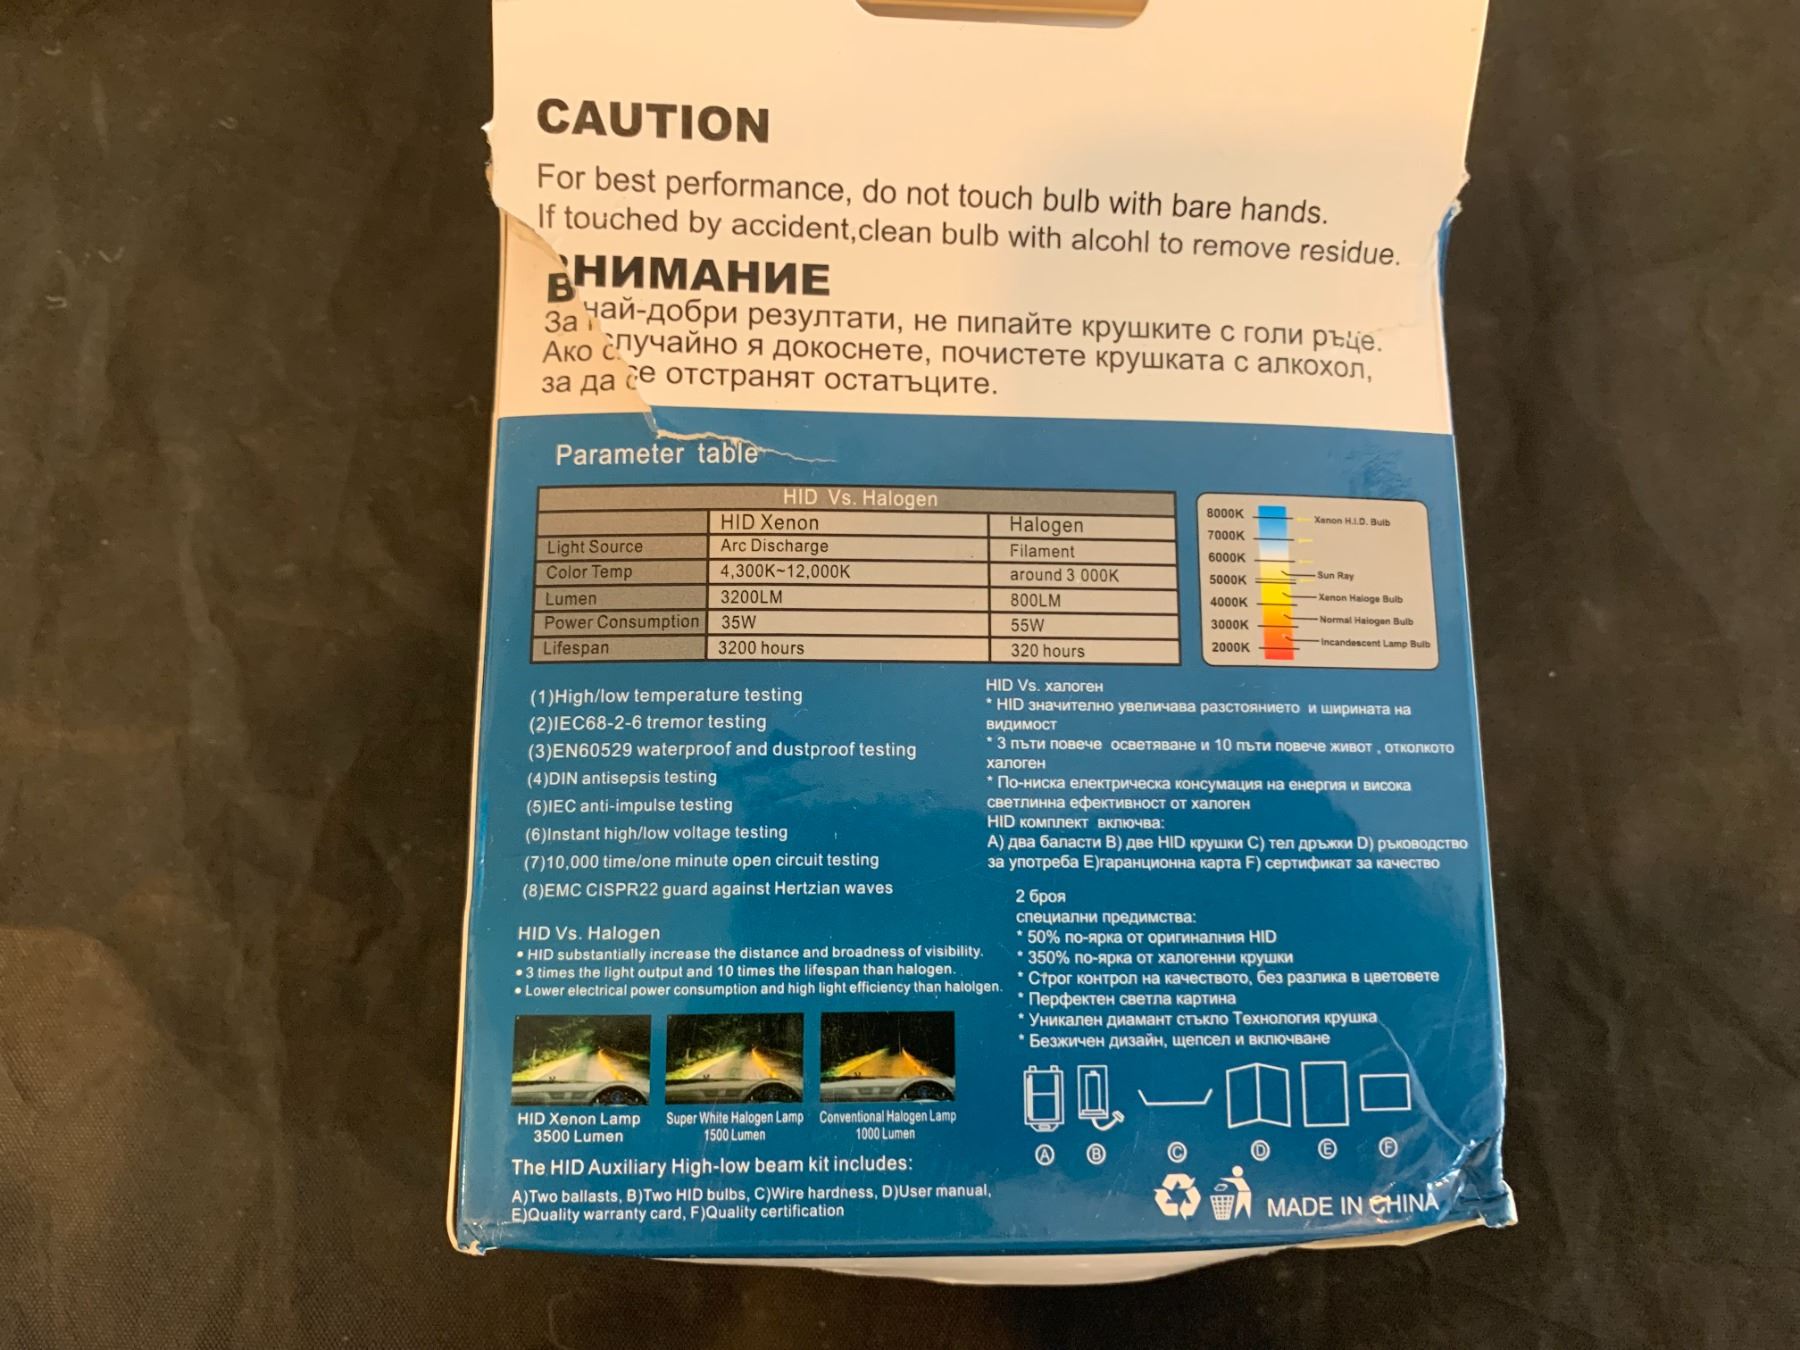 CAUTION
For best performance, do not touch bulb with bare hands.
If touched by accident,clean bulb with alcohl to remove residue.
ВНИМАНИЕ
За най-добри резултати, не пипайте крушките с голи ръце.
Ако случайно я докоснете, почистете крушката с алкохол,
за да се отстранят остатъците.
Parameter table
HID Vs. Halogen
HID Xenon Halogen
Light Source Arc Discharge Filament
Color Temp 4,300K~12,000K around 3 000K
Lumen 3200LM 800LM
Power Consumption 35W 55W
Lifespan 3200 hours 320 hours
8000K Xenon H.I.D. Bulb
7000K
6000K
5000K Sun Ray
4000K Xenon Haloge Bulb
3000K Normal Halogen Bulb
2000K Incandescent Lamp Bulb
(1)High/low temperature testing
(2)IEC68-2-6 tremor testing
(3)EN60529 waterproof and dustproof testing
(4)DIN antisepsis testing
(5)IEC anti-impulse testing
(6)Instant high/low voltage testing
(7)10,000 time/one minute open circuit testing
(8)EMC CISPR22 guard against Hertzian waves
HID Vs. Halogen
• HID substantially increase the distance and broadness of visibility.
• 3 times the light output and 10 times the lifespan than halogen.
• Lower electrical power consumption and high light efficiency than halolgen.
HID Xenon Lamp
3500 Lumen
Super White Halogen Lamp
1500 Lumen
Conventional Halogen Lamp
1000 Lumen
The HID Auxiliary High-low beam kit includes:
A)Two ballasts, B)Two HID bulbs, C)Wire hardness, D)User manual,
E)Quality warranty card, F)Quality certification
HID Vs. халоген
* HID значително увеличава разстоянието и ширината на
видимост
* 3 пъти повече осветяване и 10 пъти повече живот , отколкото
халоген
* По-ниска електрическа консумация на енергия и висока
светлинна ефективност от халоген
HID комплект включва:
A) два баласти B) две HID крушки C) тел дръжки D) ръководство
за употреба E)гаранционна карта F) сертификат за качество
2 броя
специални предимства:
* 50% по-ярка от оригиналния HID
* 350% по-ярка от халогенни крушки
* Строг контрол на качеството, без разлика в цветовете
* Перфектен светла картина
* Уникален диамант стъкло Технология крушка
* Безжичен дизайн, щепсел и включване
A B C D E F
MADE IN CHINA